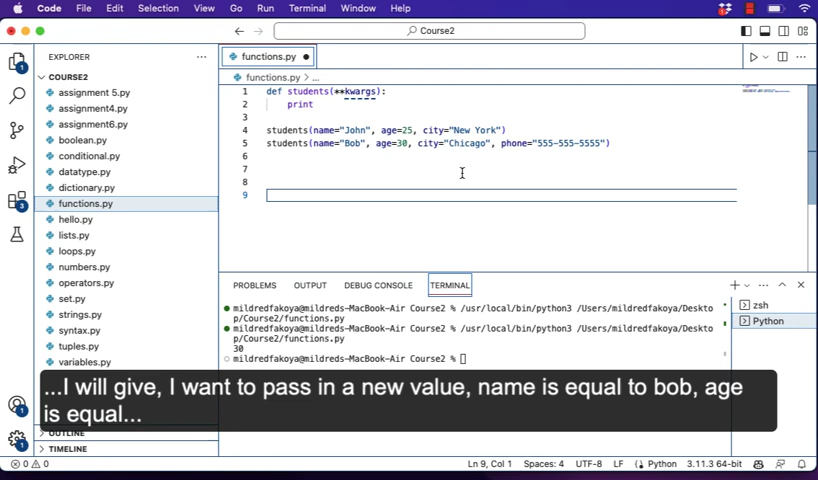 Code File Edit Selection View Go Run Terminal Window Help
Course2
EXPLORER
functions.py
COURSE2
functions.py > ...
assignment 5.py
assignment4.py
assignment6.py
boolean.py
conditional.py
datatype.py
dictionary.py
functions.py
hello.py
lists.py
loops.py
numbers.py
operators.py
set.py
strings.py
syntax.py
tuples.py
variables.py
OUTLINE
TIMELINE
1 def students(**kwargs):
2 print
3
4 students(name="John", age=25, city="New York")
5 students(name="Bob", age=30, city="Chicago", phone="555-555-5555")
6
7
8
9
PROBLEMS OUTPUT DEBUG CONSOLE TERMINAL
mildredfakoya@mildreds-MacBook-Air Course2 % /usr/local/bin/python3 /Users/mildredfakoya/Deskto
p/Course2/functions.py
mildredfakoya@mildreds-MacBook-Air Course2 % /usr/local/bin/python3 /Users/mildredfakoya/Deskto
p/Course2/functions.py
30
mildredfakoya@mildreds-MacBook-Air Course2 %
zsh
Python
...I will give, I want to pass in a new value, name is equal to bob, age
is equal...
0 0 Ln 9, Col 1 Spaces: 4 UTF-8 LF Python 3.11.3 64-bit